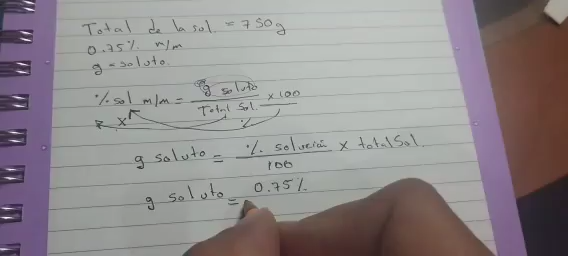 Total de la sol. = 750g
0.75% m/m
g = soluto.
% sol m/m = g soluto / Total sol. x 100
x %
g soluto = % solución / 100 x total Sol.
g soluto = 0.75%